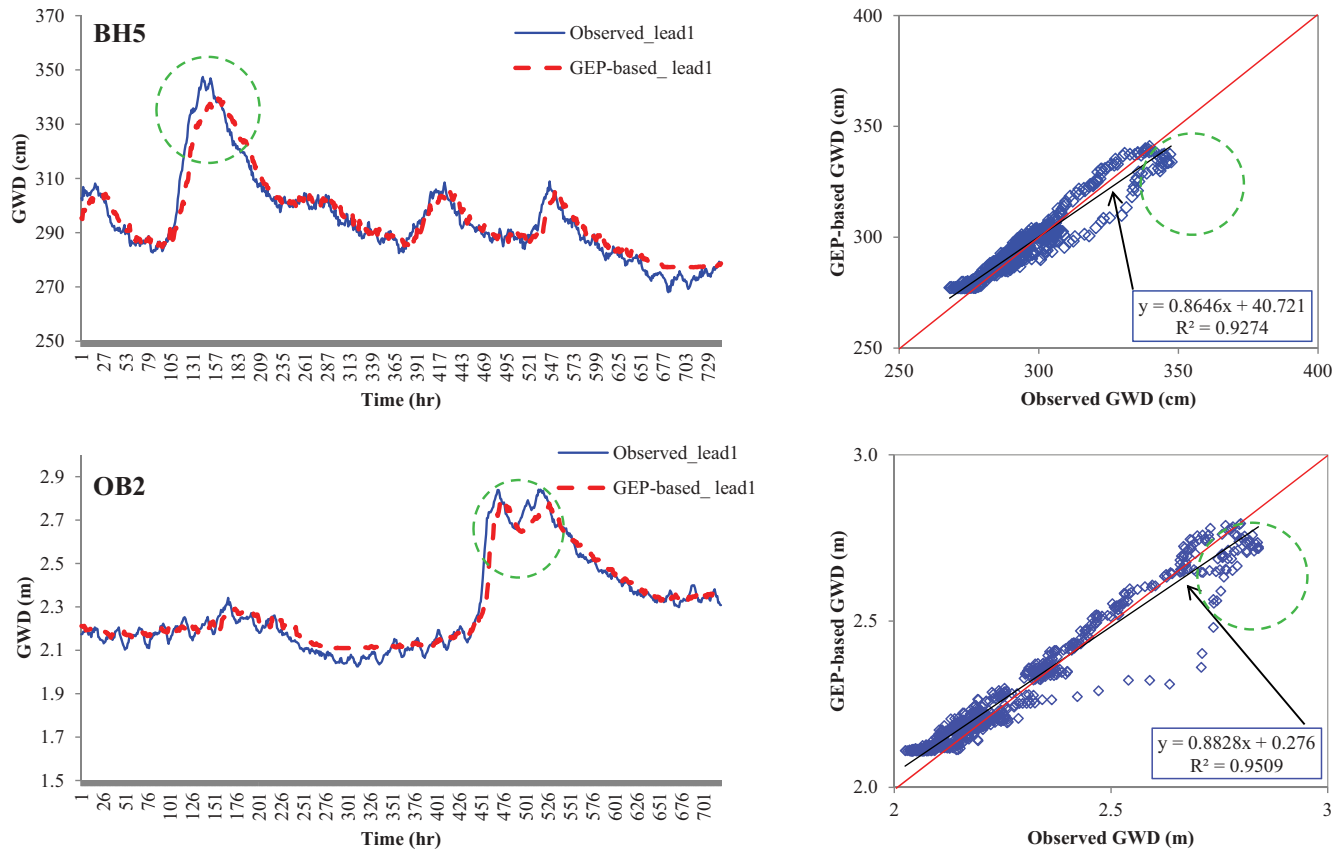 BH5
Observed_lead1
GEP-based_ lead1
GWD (cm)
370
350
330
310
290
270
250
1 27 53 79 105 131 157 183 209 235 261 287 313 339 365 391 417 443 469 495 521 547 573 599 625 651 677 703 729
Time (hr)
GEP-based GWD (cm)
400
350
300
250
y = 0.8646x + 40.721
R² = 0.9274
250 300 350 400
Observed GWD (cm)
OB2
Observed_lead1
GEP-based_ lead1
GWD (m)
2.9
2.7
2.5
2.3
2.1
1.9
1.7
1.5
1 26 51 76 101 126 151 176 201 226 251 276 301 326 351 376 401 426 451 476 501 526 551 576 601 626 651 676 701
Time (hr)
GEP-based GWD (m)
3.0
2.5
2.0
y = 0.8828x + 0.276
R² = 0.9509
2 2.5 3
Observed GWD (m)